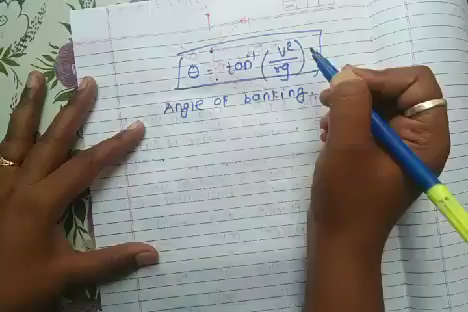 θ = tan⁻¹ (v²/rg)
Angle of banking.